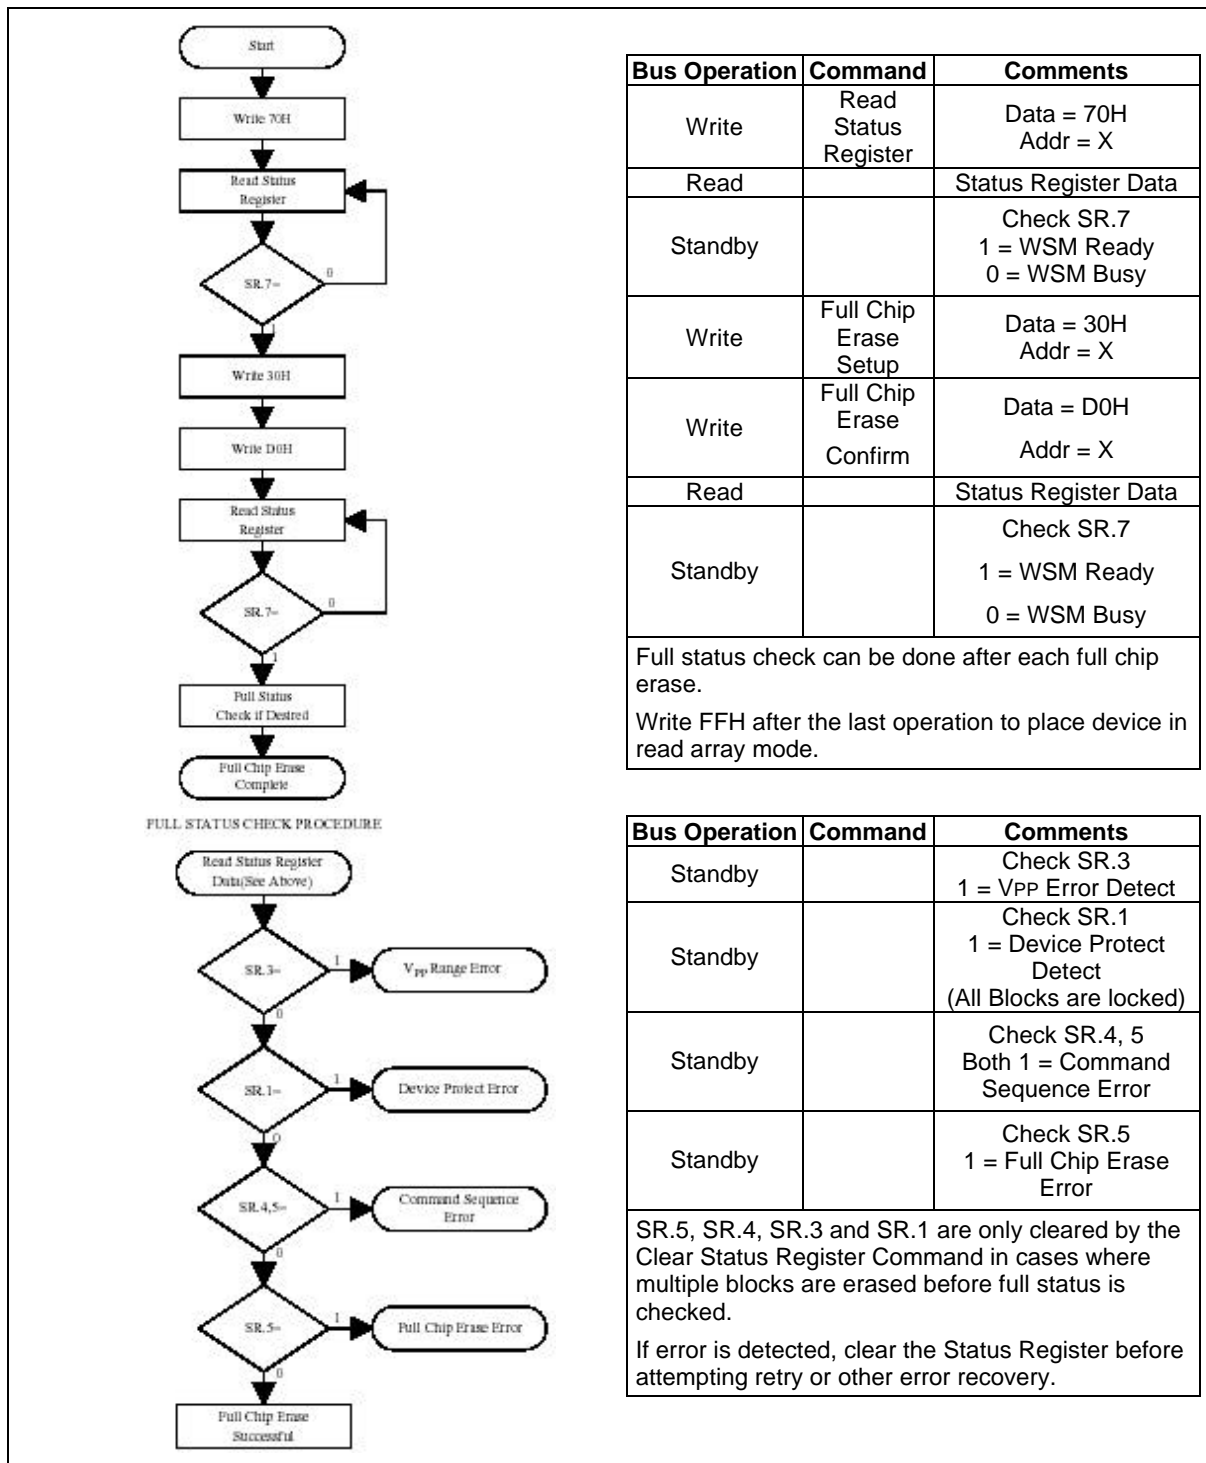 Start
Write 70H
Read Status
Register
SR.7=
0
1
Write 30H
Write D0H
Read Status
Register
SR.7=
0
1
Full Status
Check if Desired
Full Chip Erase
Complete
FULL STATUS CHECK PROCEDURE
Read Status Register
Data(See Above)
SR.3=
1
VPP Range Error
0
SR.1=
1
Device Protect Error
0
SR.4,5=
1
Command Sequence
Error
0
SR.5=
1
Full Chip Erase Error
0
Full Chip Erase
Successful
Bus Operation Command Comments
Write
Read
Status
Register
Data = 70H
Addr = X
Read Status Register Data
Standby
Check SR.7
1 = WSM Ready
0 = WSM Busy
Write
Full Chip
Erase
Setup
Data = 30H
Addr = X
Write
Full Chip
Erase
Confirm
Data = D0H
Addr = X
Read Status Register Data
Standby
Check SR.7
1 = WSM Ready
0 = WSM Busy
Full status check can be done after each full chip
erase.
Write FFH after the last operation to place device in
read array mode.
Bus Operation Command Comments
Standby
Check SR.3
1 = VPP Error Detect
Standby
Check SR.1
1 = Device Protect
Detect
(All Blocks are locked)
Standby
Check SR.4, 5
Both 1 = Command
Sequence Error
Standby
Check SR.5
1 = Full Chip Erase
Error
SR.5, SR.4, SR.3 and SR.1 are only cleared by the
Clear Status Register Command in cases where
multiple blocks are erased before full status is
checked.
If error is detected, clear the Status Register before
attempting retry or other error recovery.